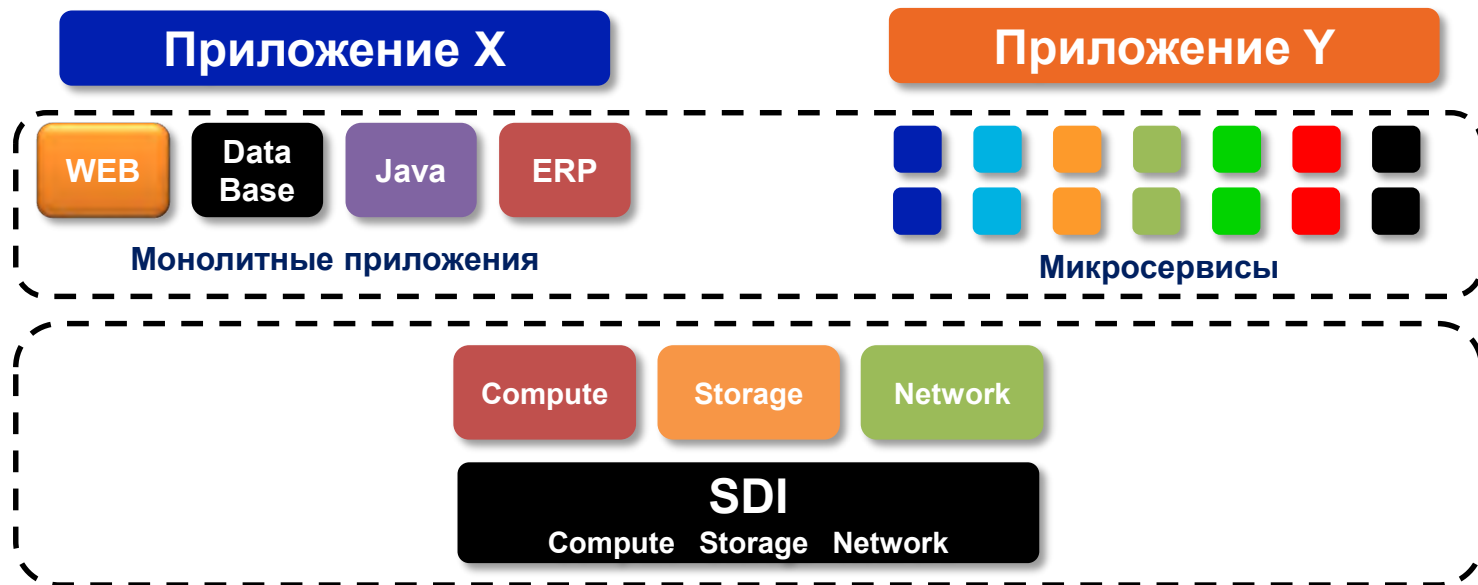 Приложение X
Приложение Y
WEB
Data
Base
Java
ERP
Монолитные приложения
Микросервисы
Compute
Storage
Network
SDI
Compute Storage Network